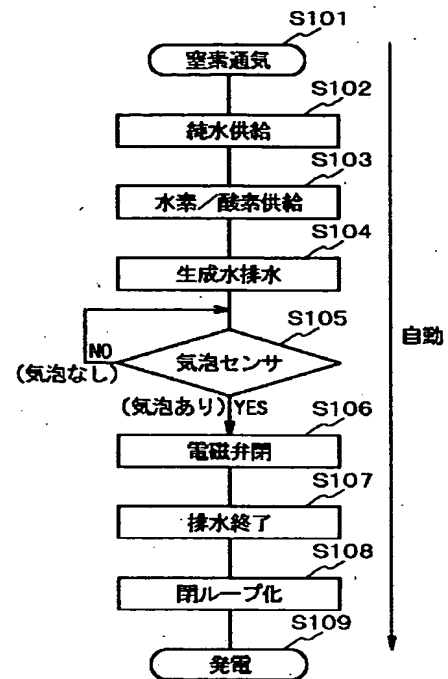 S101
窒素通気
S102
純水供給
S103
水素／酸素供給
S104
生成水排水
S105
気泡センサ
NO
(気泡なし)
自動
(気泡あり) YES
S106
電磁弁閉
S107
排水終了
S108
閉ループ化
S109
発電